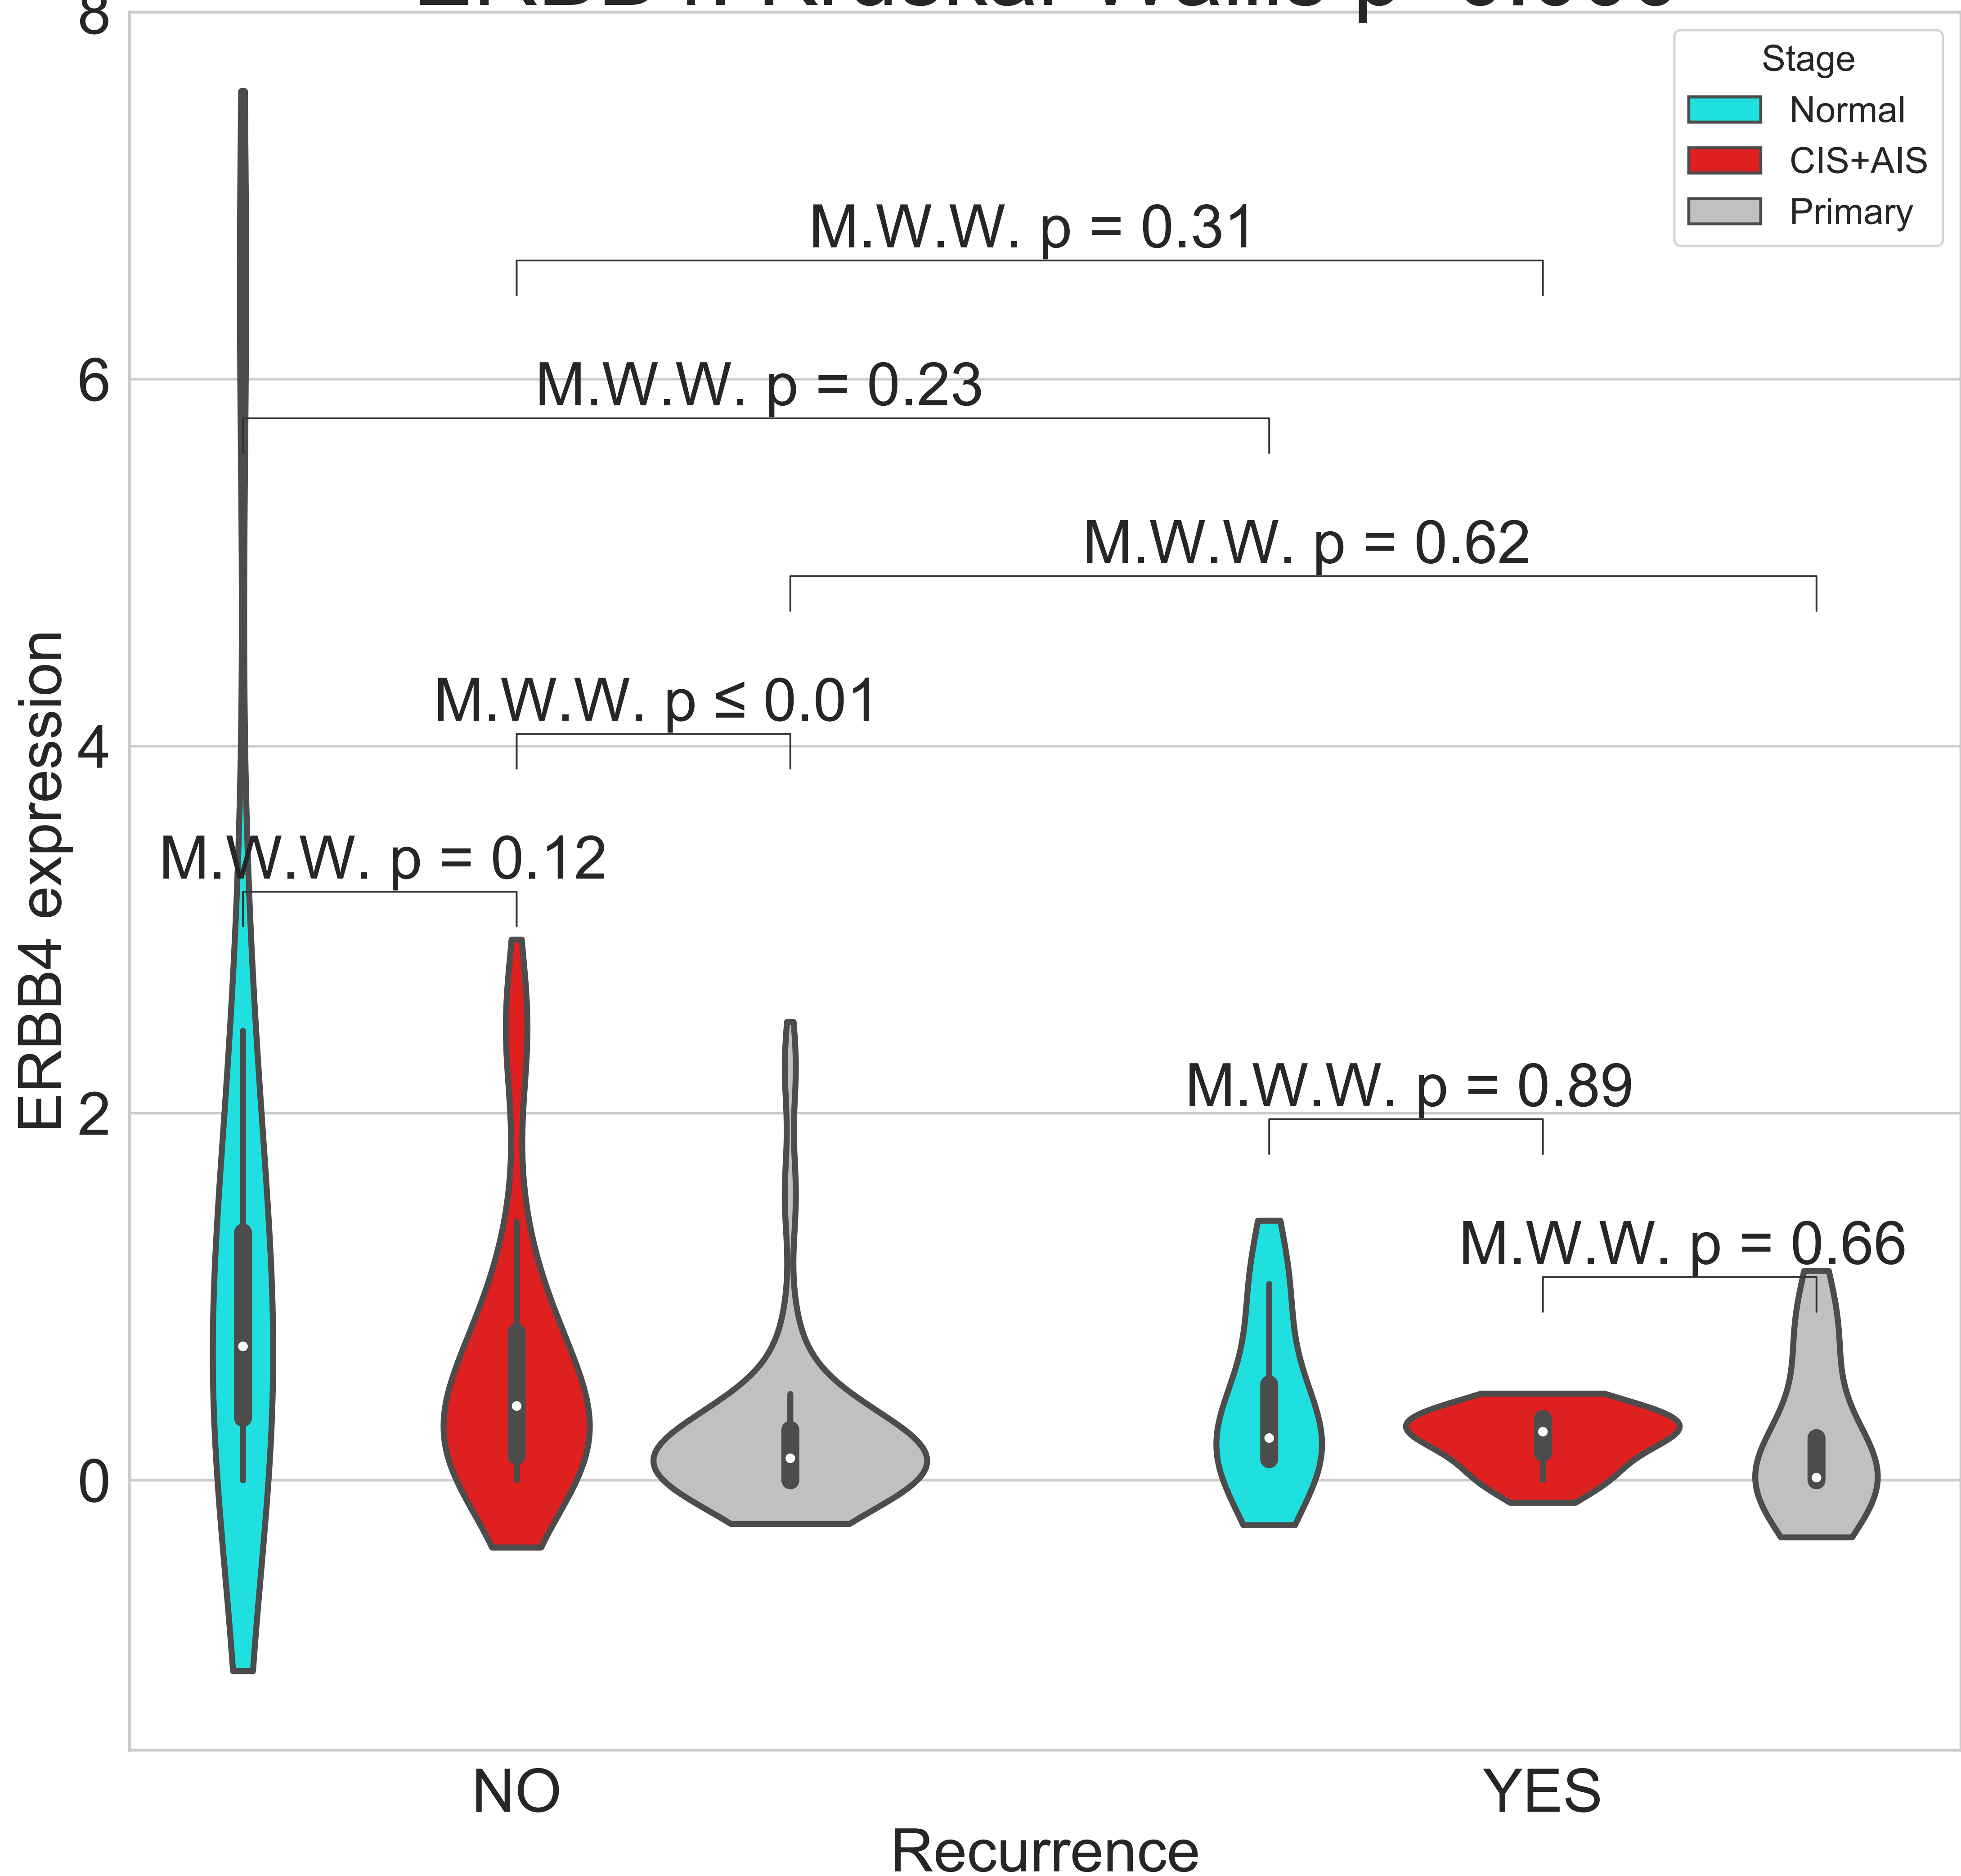 8
Stage
Normal
CIS+AIS
Primary
M.W.W. p = 0.31
6
M.W.W. p = 0.23
M.W.W. p = 0.62
M.W.W. p ≤ 0.01
4
M.W.W. p = 0.12
ERBB4 expression
2
M.W.W. p = 0.89
M.W.W. p = 0.66
0
NO
YES
Recurrence